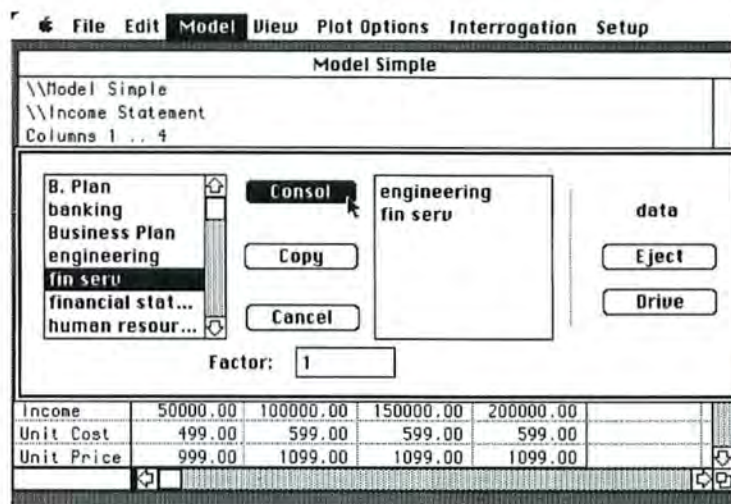 File Edit Model View Plot Options Interrogation Setup
Model Simple
\\Model Simple
\\Income Statement
Columns 1 .. 4
B. Plan
banking
Business Plan
engineering
fin serv
financial stat...
human resour...
Consol
Copy
Cancel
engineering
fin serv
data
Eject
Drive
Factor: 1
Income 50000.00 100000.00 150000.00 200000.00
Unit Cost 499.00 599.00 599.00 599.00
Unit Price 999.00 1099.00 1099.00 1099.00